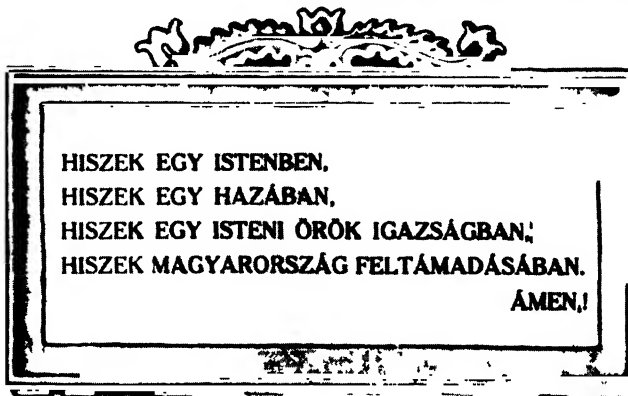 HISZEK EGY ISTENBEN,
HISZEK EGY HAZÁBAN,
HISZEK EGY ISTENI ÖRÖK IGAZSÁGBAN,
HISZEK MAGYARORSZÁG FELTÁMADÁSÁBAN.
ÁMEN!